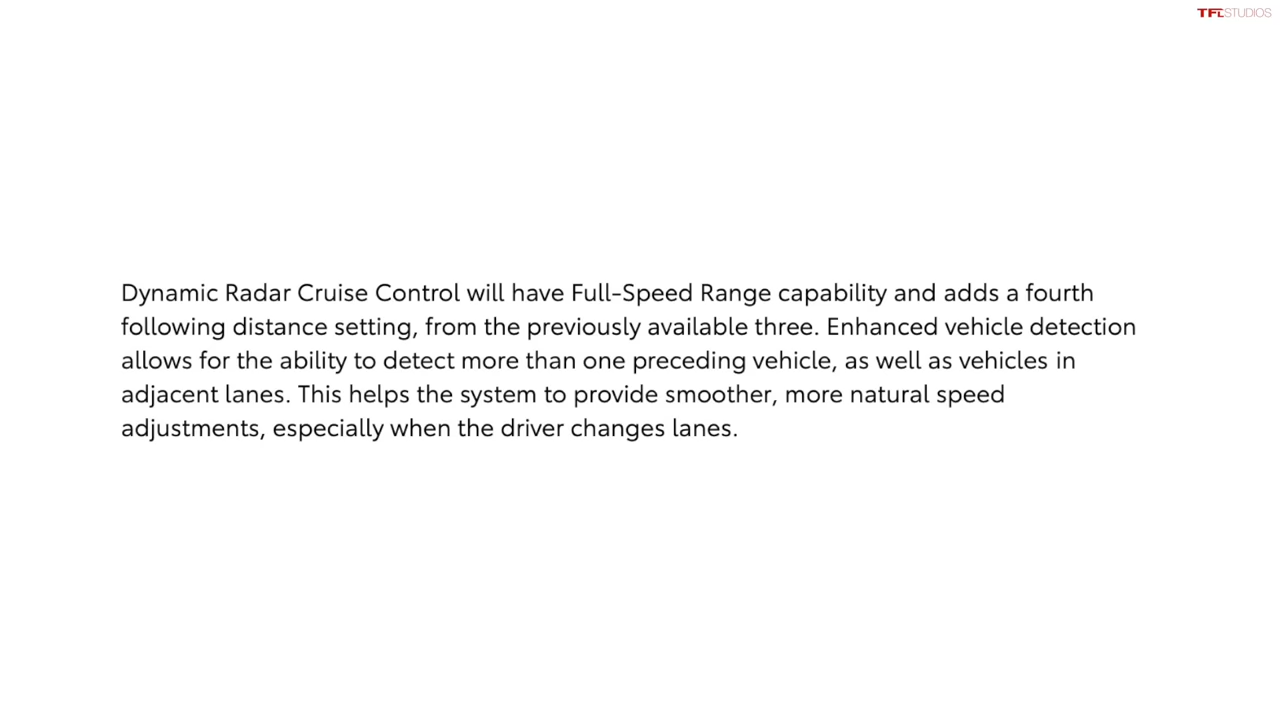 TFLSTUDIOS
Dynamic Radar Cruise Control will have Full-Speed Range capability and adds a fourth
following distance setting, from the previously available three. Enhanced vehicle detection
allows for the ability to detect more than one preceding vehicle, as well as vehicles in
adjacent lanes. This helps the system to provide smoother, more natural speed
adjustments, especially when the driver changes lanes.